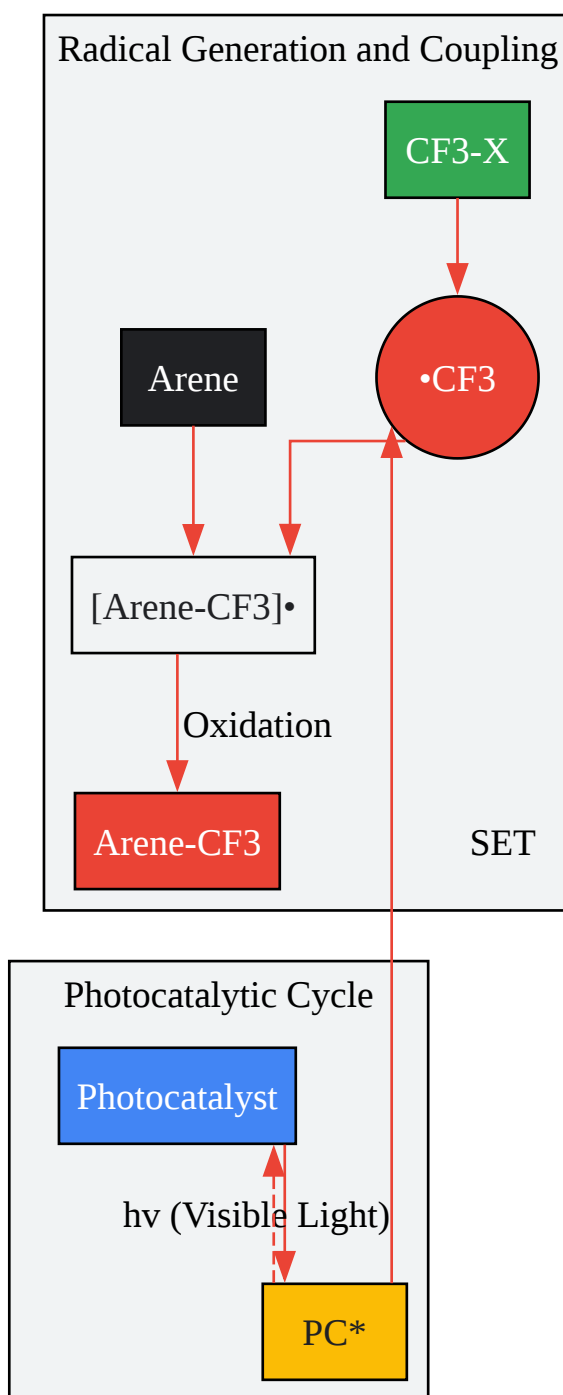 Radical Generation and Coupling
CF3-X
Arene
•CF3
[Arene-CF3]•
Oxidation
Arene-CF3
SET
Photocatalytic Cycle
Photocatalyst
hv (Visible Light)
PC*